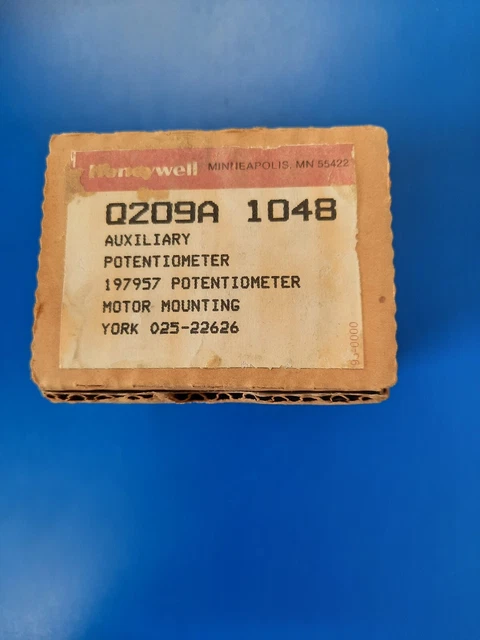 Honeywell MINNEAPOLIS, MN 55422
Q209A 1048
AUXILIARY
POTENTIOMETER
197957 POTENTIOMETER
MOTOR MOUNTING
YORK 025-22626